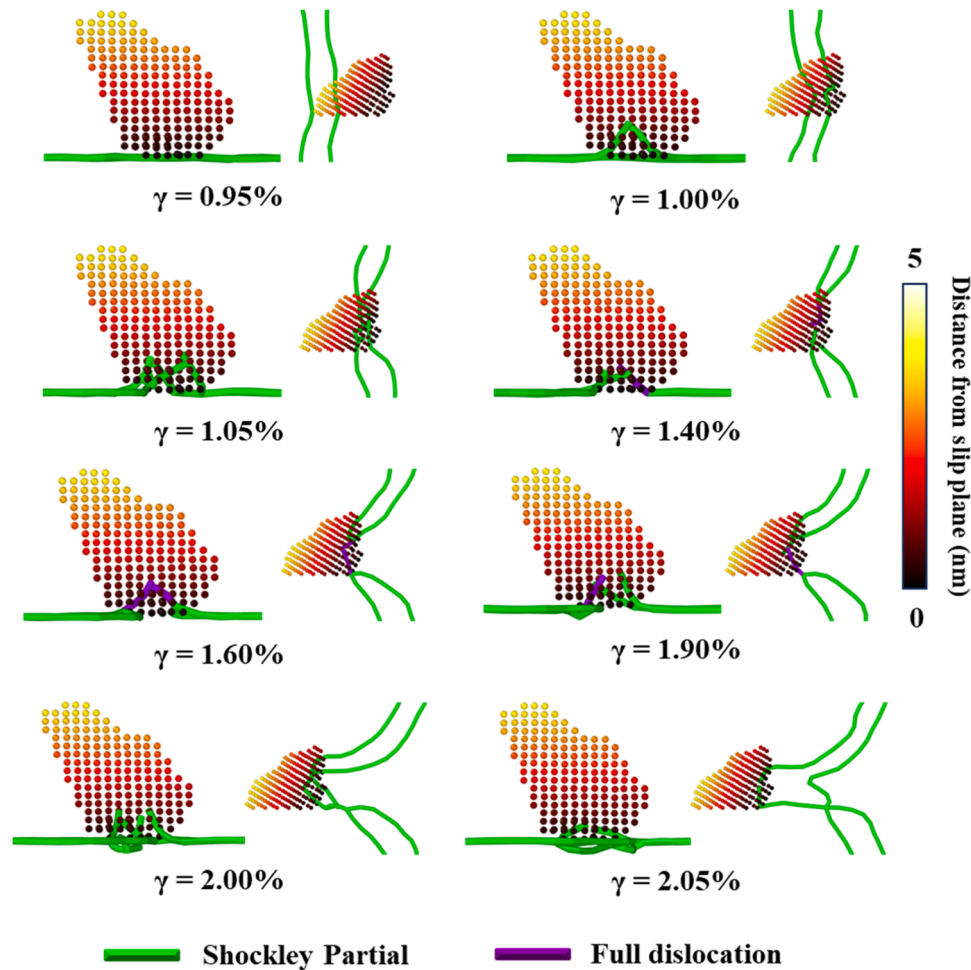 γ = 0.95%
γ = 1.00%
5
Distance from slip plane (nm)
0
γ = 1.05%
γ = 1.40%
γ = 1.60%
γ = 1.90%
γ = 2.00%
γ = 2.05%
Shockley Partial
Full dislocation